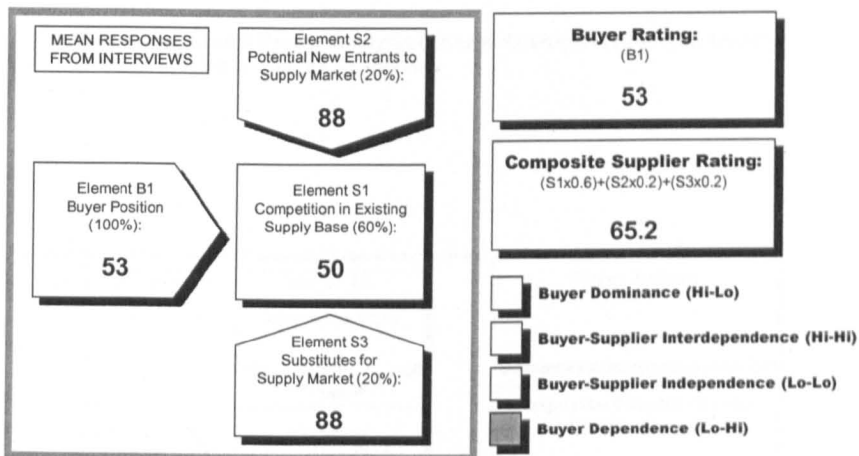 MEAN RESPONSES
FROM INTERVIEWS
Element S2
Potential New Entrants to
Supply Market (20%):
88
Element B1
Buyer Position
(100%):
53
Element S1
Competition in Existing
Supply Base (60%):
50
Element S3
Substitutes for
Supply Market (20%):
88
Buyer Rating:
(B1)
53
Composite Supplier Rating:
(S1x0.6)+(S2x0.2)+(S3x0.2)
65.2
Buyer Dominance (Hi-Lo)
Buyer-Supplier Interdependence (Hi-Hi)
Buyer-Supplier Independence (Lo-Lo)
Buyer Dependence (Lo-Hi)